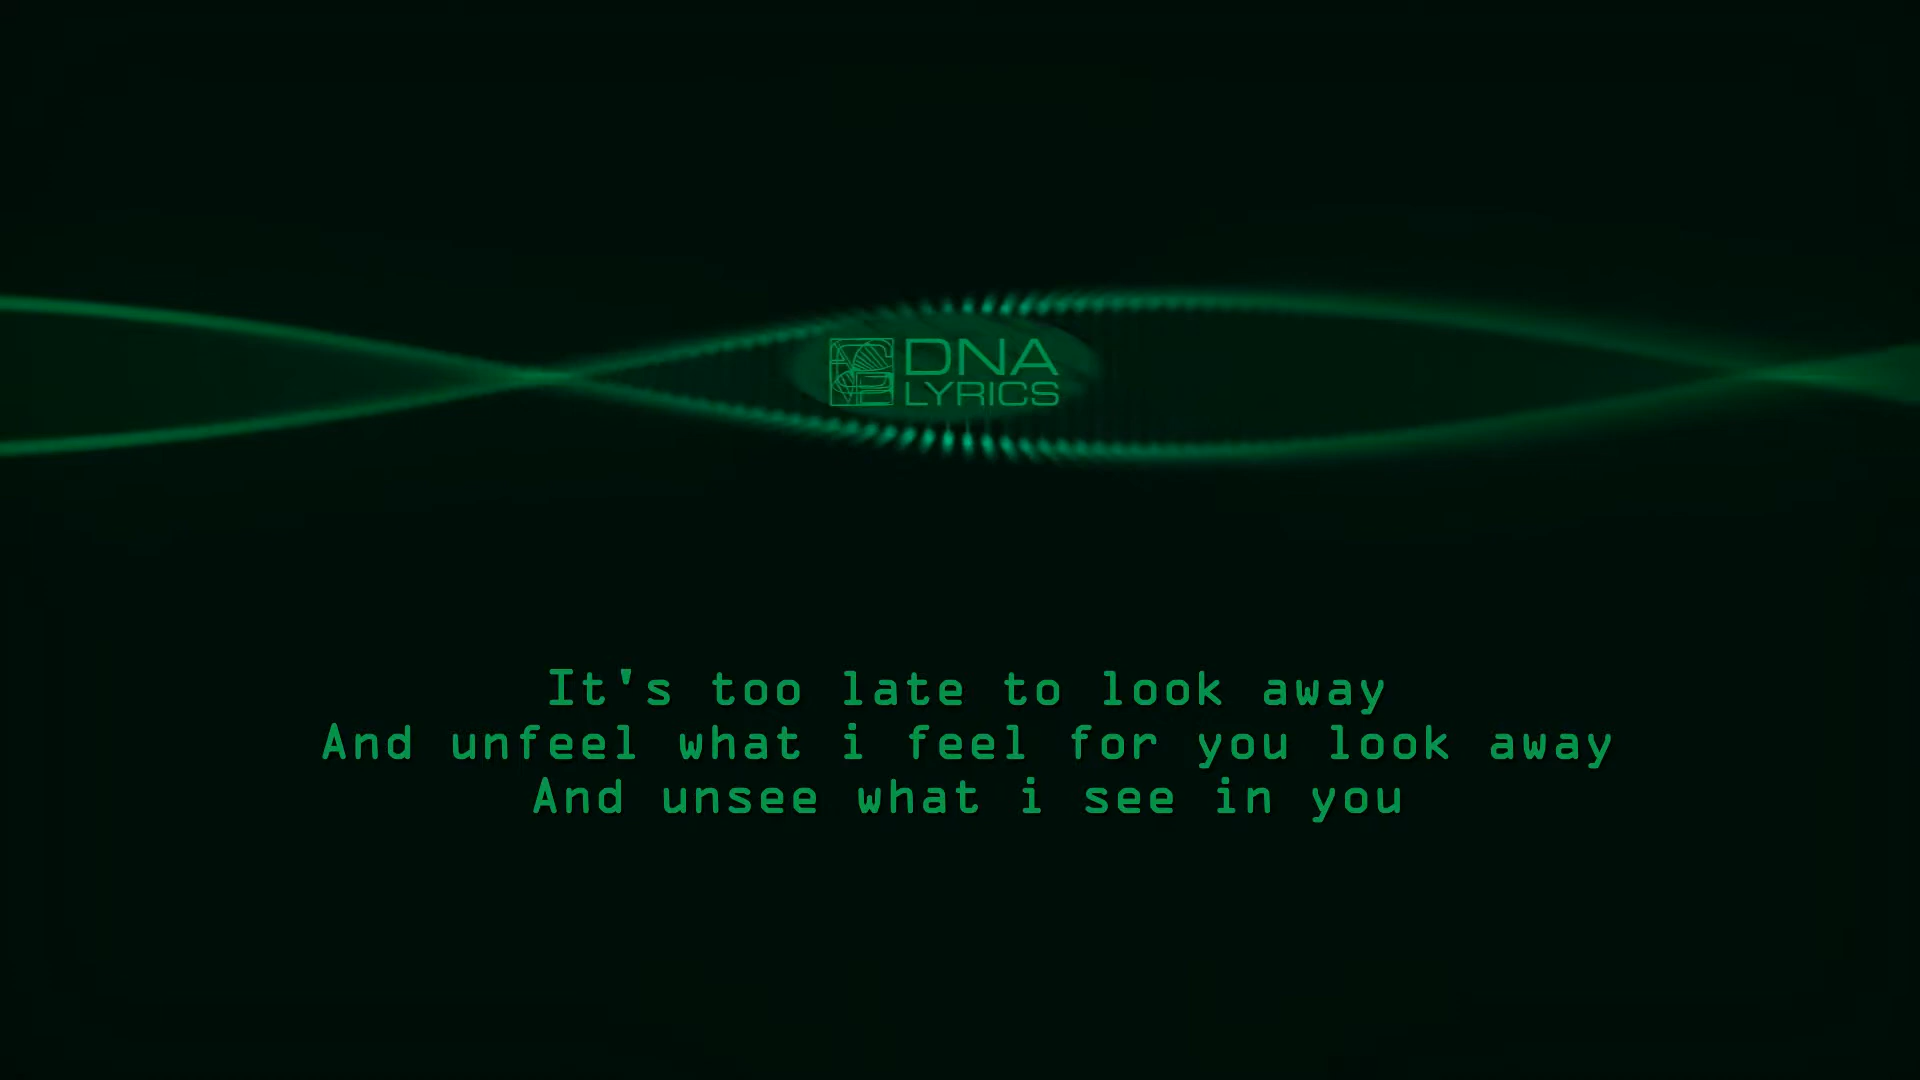 DNA
LYRICS
It's too late to look away
And unfeel what i feel for you look away
And unsee what i see in you